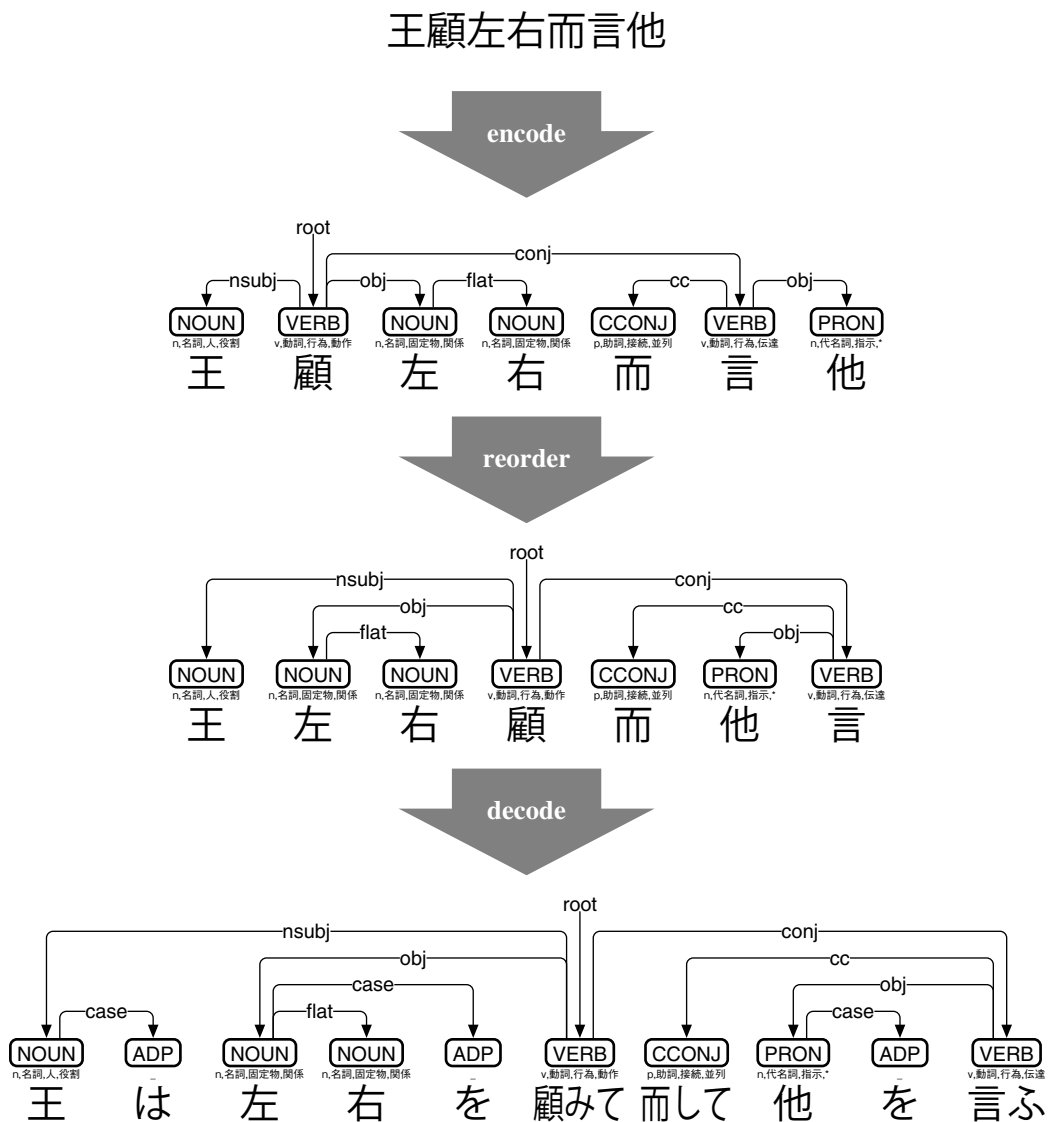 王顧左右而言他
encode
root
conj
nsubj obj flat cc obj
NOUN VERB NOUN NOUN CCONJ VERB PRON
n,名詞,人,役割 v,動詞,行為,動作 n,名詞,固定物,関係 n,名詞,固定物,関係 p,助詞,接続,並列 v,動詞,行為,伝達 n,代名詞,指示,*
王 顧 左 右 而 言 他
reorder
root
nsubj conj
obj cc
flat obj
NOUN NOUN NOUN VERB CCONJ PRON VERB
n,名詞,人,役割 n,名詞,固定物,関係 n,名詞,固定物,関係 v,動詞,行為,動作 p,助詞,接続,並列 n,代名詞,指示,* v,動詞,行為,伝達
王 左 右 顧 而 他 言
decode
root
nsubj conj
obj cc
case obj
case flat case
NOUN ADP NOUN NOUN ADP VERB CCONJ PRON ADP VERB
n,名詞,人,役割 _ n,名詞,固定物,関係 n,名詞,固定物,関係 _ v,動詞,行為,動作 p,助詞,接続,並列 n,代名詞,指示,* _ v,動詞,行為,伝達
王 は 左 右 を 顧みて 而して 他 を 言ふ